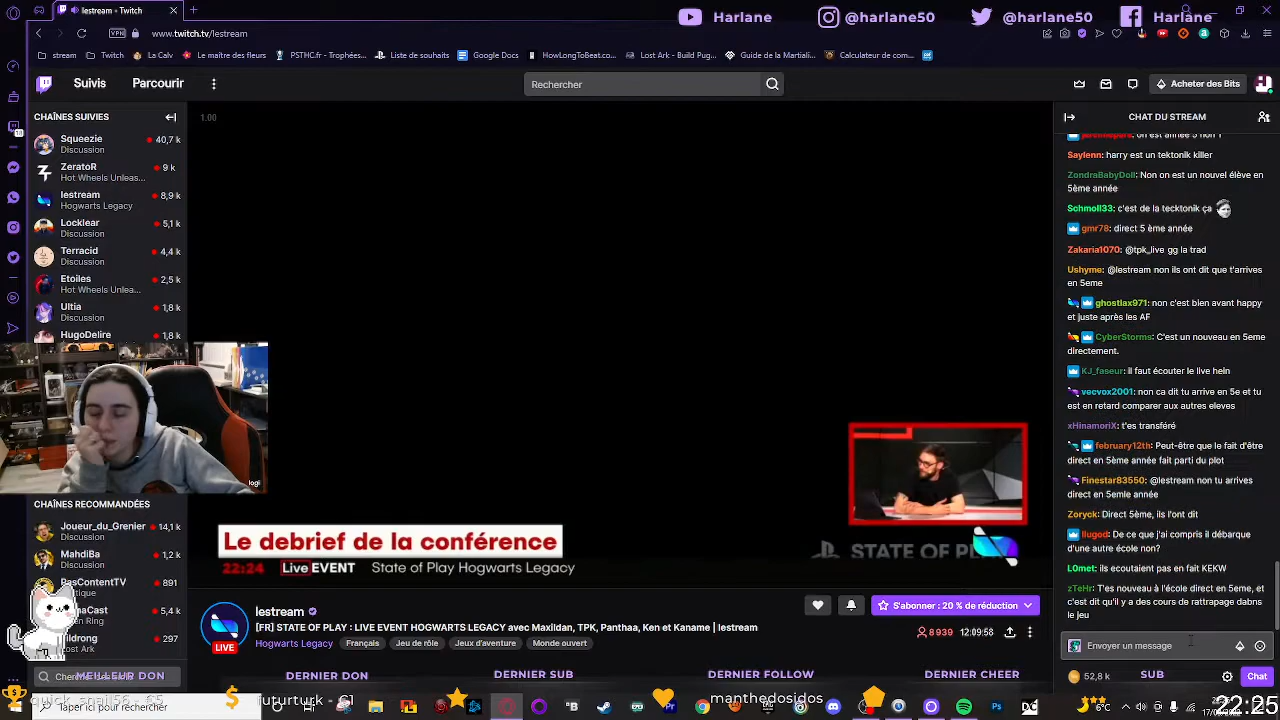 lestream • Twitch
Harlane
@harlane50
@harlane50
Harlane
VPN
www.twitch.tv/lestream
stream
Twitch
La Calv
Le maître des fleurs
PSTHC.fr - Trophées...
Liste de souhaits
Google Docs
HowLongToBeat.co...
Lost Ark - Build Pug...
Guide de la Martiali...
Calculateur de com...
Suivis
Parcourir
Rechercher
Acheter des Bits
CHAÎNES SUIVIES
Squeezie
40,7 k
Discussion
ZeratoR
9 k
Hot Wheels Unleas...
lestream
8,9 k
Hogwarts Legacy
Locklear
5,1 k
Discussion
Terracid
4,4 k
Discussion
Etoiles
2,5 k
Hot Wheels Unleas...
Ultia
1,8 k
Discussion
HugoDelire
1,8 k
logi
CHAÎNES RECOMMANDÉES
Joueur_du_Grenier
14,1 k
Discussion
MahdiBa
1,2 k
Discussion
891
5,4 k
297
1.00
Le debrief de la conférence
22:24 Live EVENT State of Play Hogwarts Legacy
STATE OF PL
LIVE
lestream
[FR] STATE OF PLAY : LIVE EVENT HOGWARTS LEGACY avec Maxildan, TPK, Panthaa, Ken et Kaname | lestream
Hogwarts Legacy
Français
Jeu de rôle
Jeux d'aventure
Monde ouvert
S'abonner : 20 % de réduction
8 939
12:09:58
CHAT DU STREAM
Saylenn: harry est un tektonik killer
ZondraBabyDoll: Non on est un nouvel élève en
5ème année
Schmoll33: c'est de la tecktonik ça
gmr78: direct 5 ème année
Zakaria1070: @tpk_live gg la trad
Ushyme: @lestream non ils ont dit que t'arrives
en 5eme
ghostlax971: non c'est bien avant happy
et juste après les AF
CyberStorms: C'est un nouveau en 5eme
directement.
KJ_faseur: il faut écouter le live hein
vecvox2001: non car tu arrive en 5e et tu
est en retard comparer aux autres eleves
xHinamoriX: t'es transféré
february12th: Peut-être que le fait d'être
direct en 5ème année fait parti du plot
Finestar83550: @lestream non tu arrives
direct en 5emie année
Zoryck: Direct 5ème, ils l'ont dit
llugod: De ce que j'ai compris il débarque
d'une autre école non?
L0met: ils ecoutaient pas en fait KEKW
zTeHr: T'es nouveau à l'école direct en 5eme, et
c'est dit qu'il y a des cours de rattrapage dabns
le jeu
Envoyer un message
52,8 k
Chat
MEILLEUR DON
DERNIER DON
DERNIER SUB
DERNIER FOLLOW
DERNIER CHEER
Taper ici pour rechercher
manthedosidos
22:25